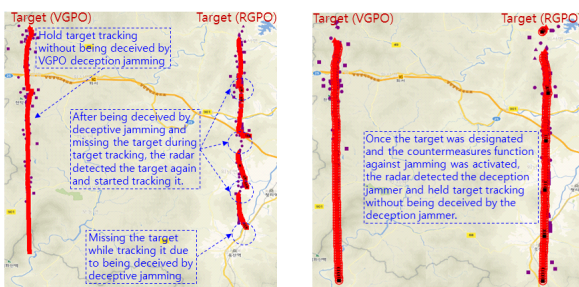 Target (VGPO)
Target (RGPO)
Hold target tracking
without being deceived by
VGPO deception jamming
After being deceived by
deceptive jamming and
missing the target during
target tracking, the radar
detected the target again
and started tracking it.
Missing the target
while tracking it due
to being deceived by
deceptive jamming
Target (VGPO)
Target (RGPO)
Once the target was designated
and the countermeasures function
against jamming was activated,
the radar detected the deception
jammer and held target tracking
without being deceived by the
deception jammer.